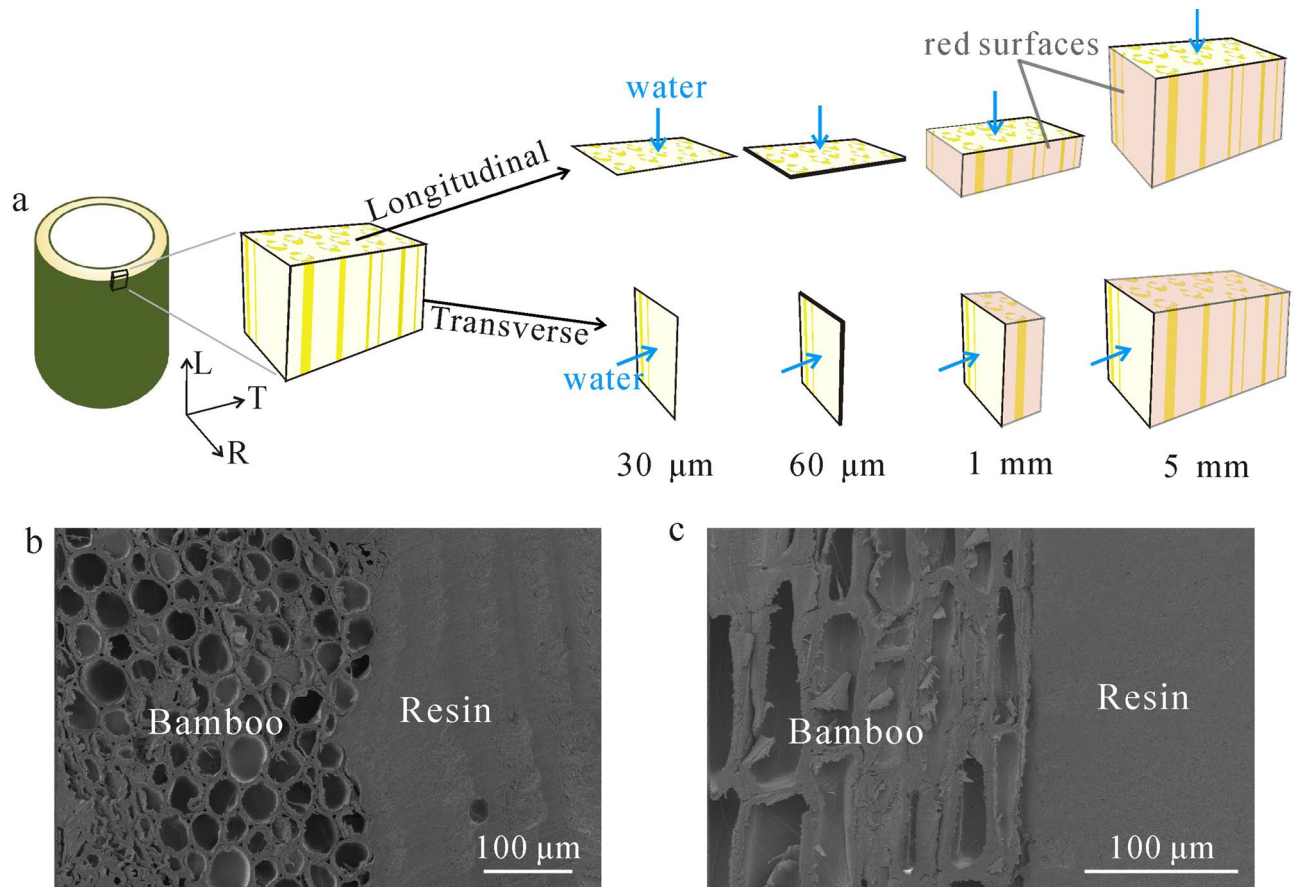 a
Longitudinal
Transverse
L
T
R
water
red surfaces
water
30 μm
60 μm
1 mm
5 mm
b
Bamboo
Resin
100 μm
c
Bamboo
Resin
100 μm